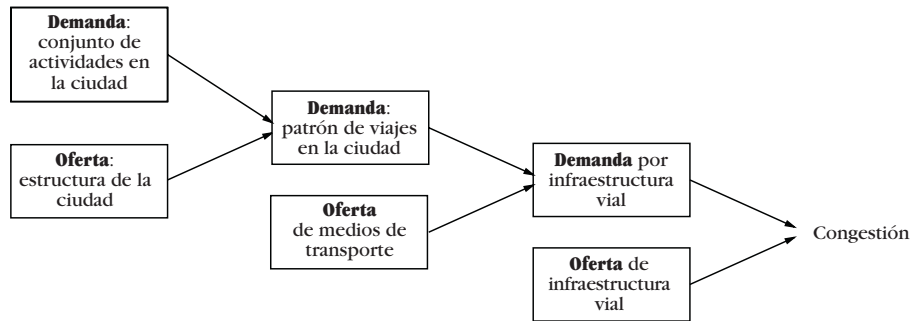 Demanda:
conjunto de
actividades en
la ciudad
Oferta:
estructura de la
ciudad
Demanda:
patrón de viajes
en la ciudad
Oferta
de medios de
transporte
Demanda por
infraestructura
vial
Oferta de
infraestructura
vial
Congestión